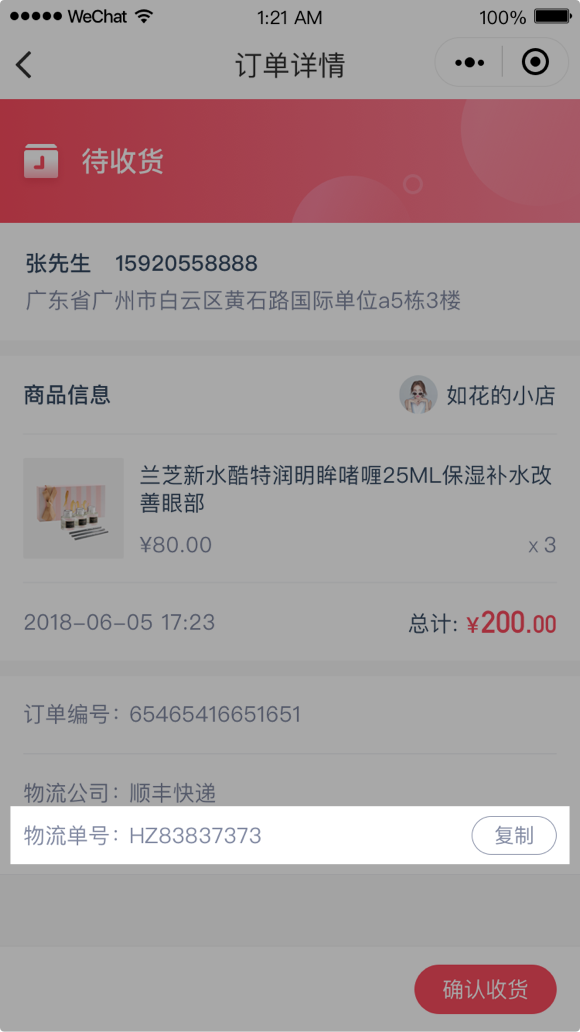 WeChat 1:21 AM 100%
订单详情
待收货
张先生 15920558888
广东省广州市白云区黄石路国际单位a5栋3楼
商品信息 如花的小店
兰芝新水酷特润明眸啫喱25ML保湿补水改
善眼部
¥80.00 x 3
2018-06-05 17:23 总计: ¥200.00
订单编号: 65465416651651
物流公司: 顺丰快递
物流单号: HZ83837373 复制
确认收货